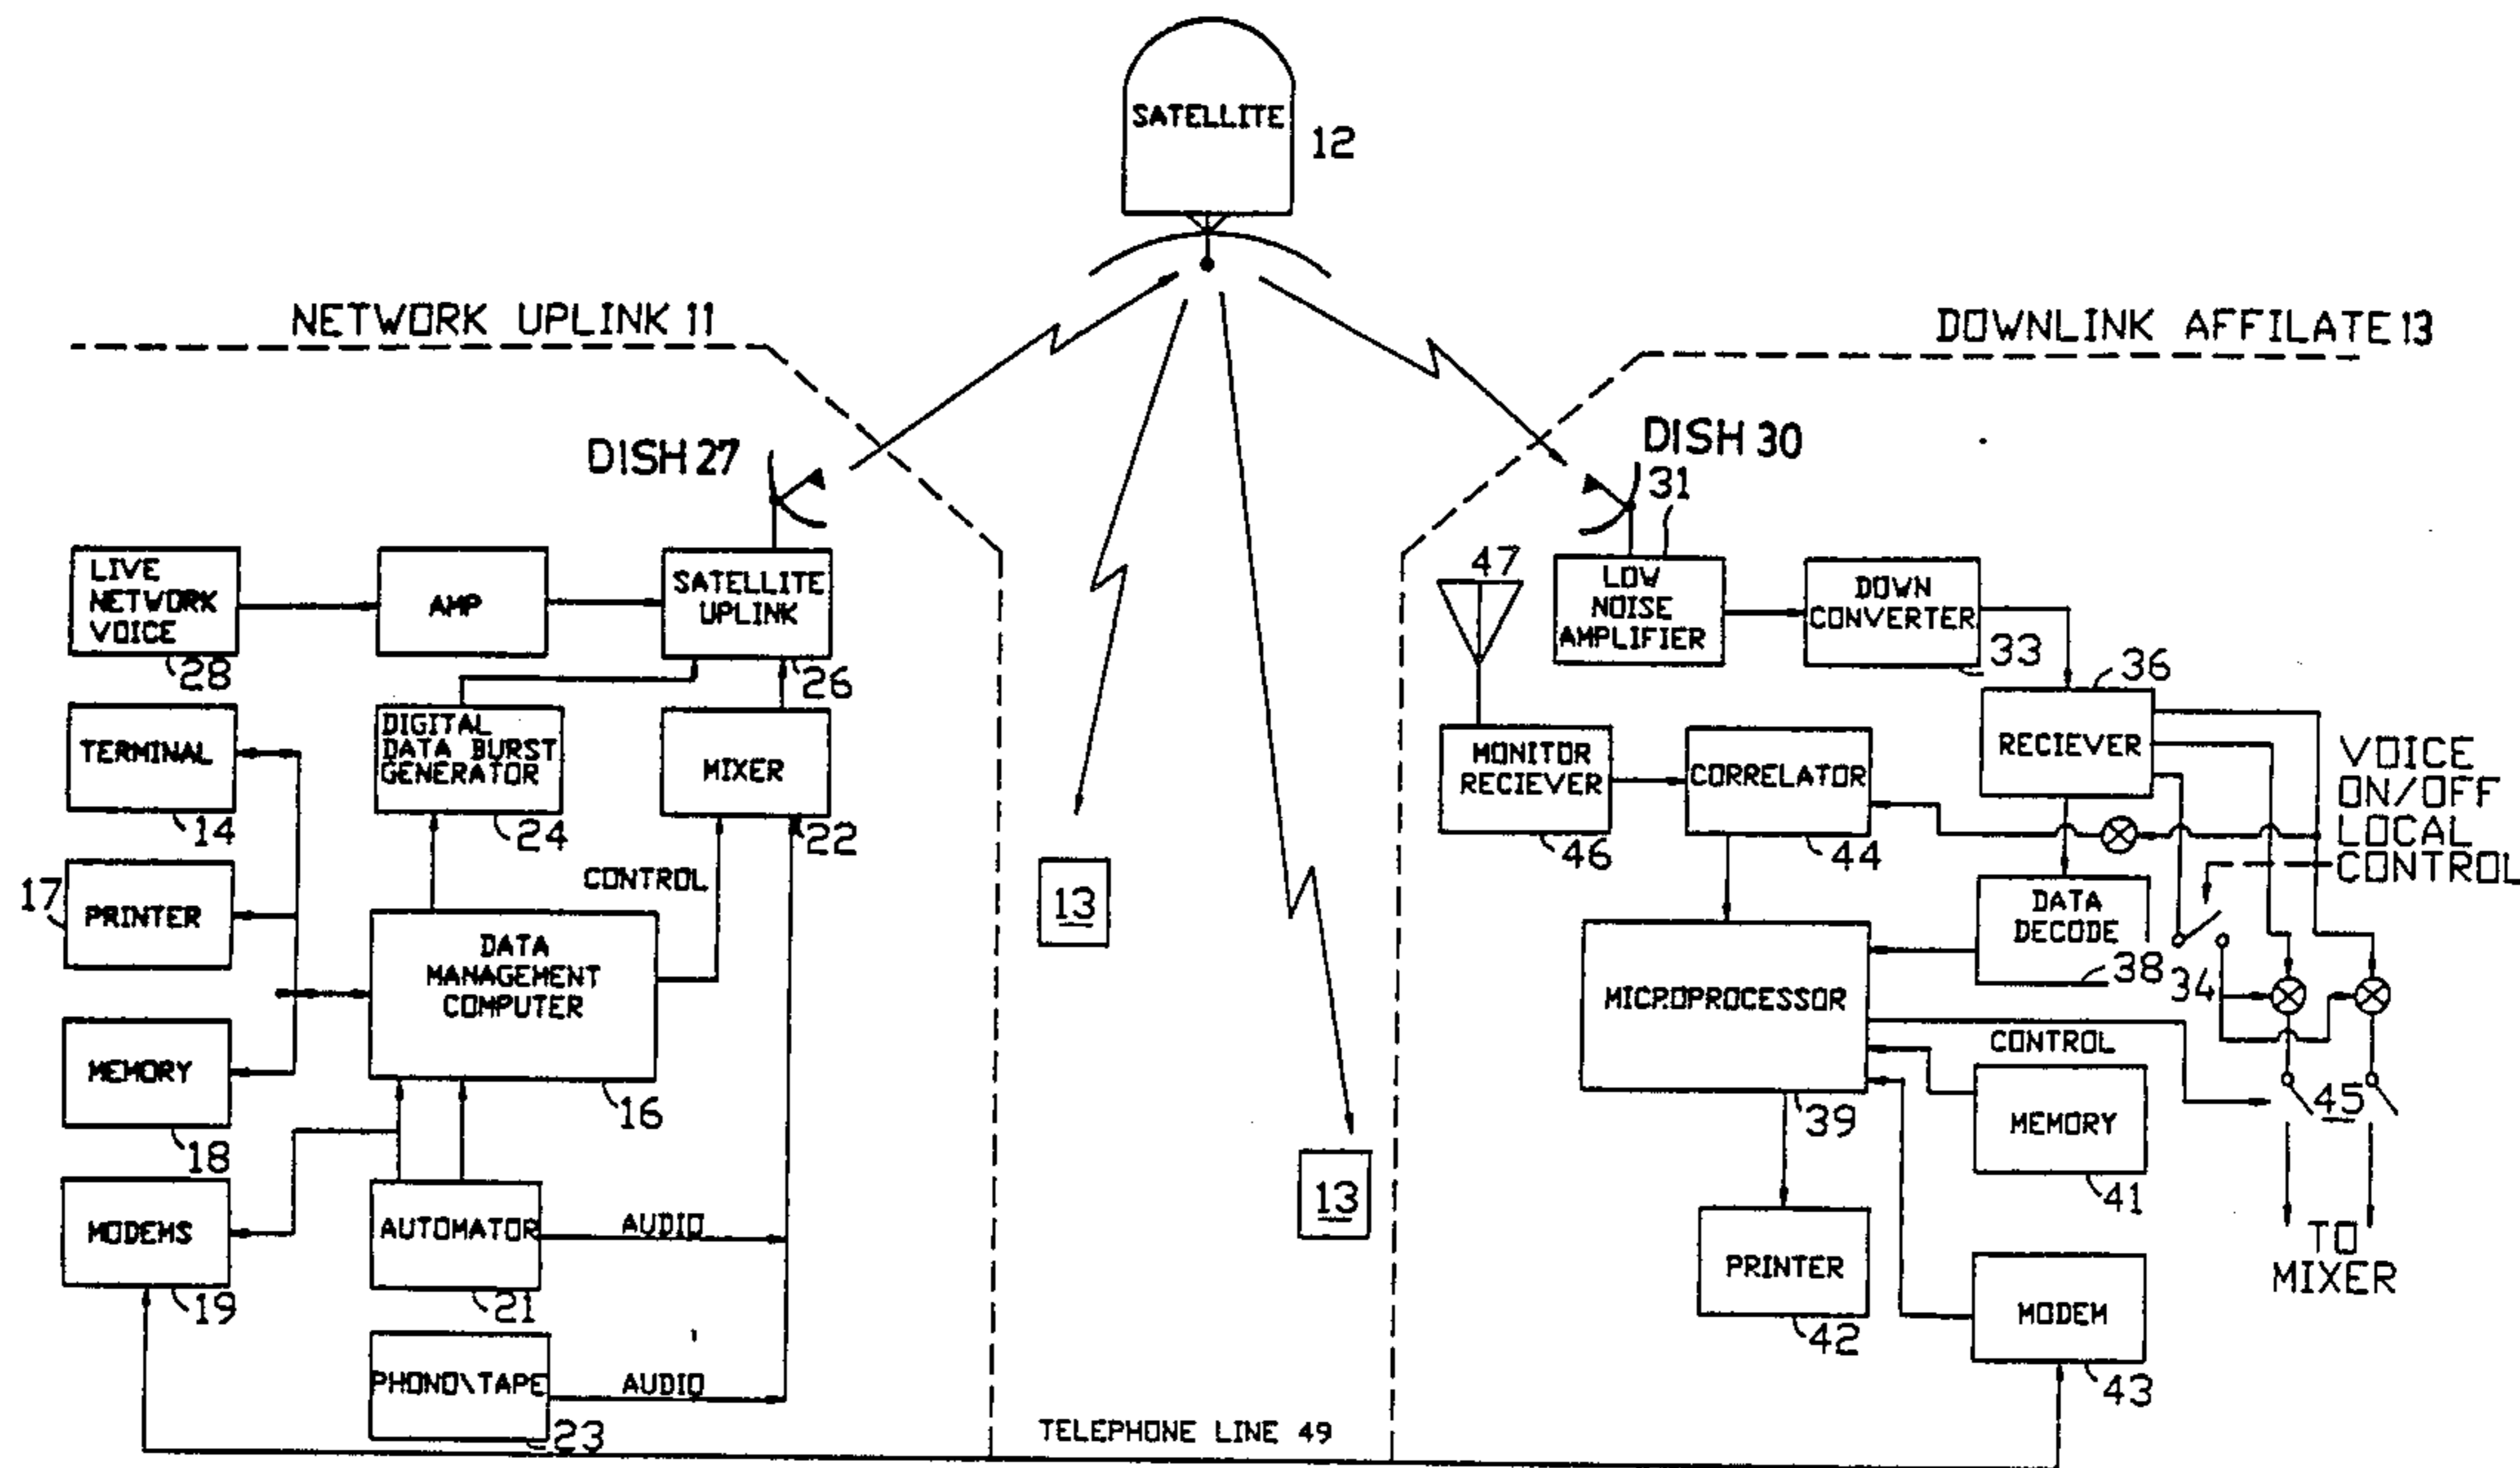 SATELLITE
12
NETWORK UPLINK 11
DOWNLINK AFFILATE 13
DISH 27
DISH 30
31
LIVE
NETWORK
VOICE
28
AMP
SATELLITE
UPLINK
26
47
LOW
NOISE
AMPLIFIER
DOWN
CONVERTER
33
36
RECIEVER
TERMINAL
14
DIGITAL
DATA BURST
GENERATOR
24
MIXER
22
MONITOR
RECIEVER
46
CORRELATOR
44
VOICE
ON/OFF
LOCAL
CONTROL
17
PRINTER
CONTROL
DATA
MANAGEMENT
COMPUTER
16
13
DATA
DECODE
38
34
MICROPROCESSOR
39
CONTROL
MEMORY
18
MEMORY
41
45
MODEMS
19
AUTOMATOR
21
AUDIO
13
PRINTER
42
TO
MIXER
MODEM
43
PHONO\TAPE
23
AUDIO
TELEPHONE LINE 49